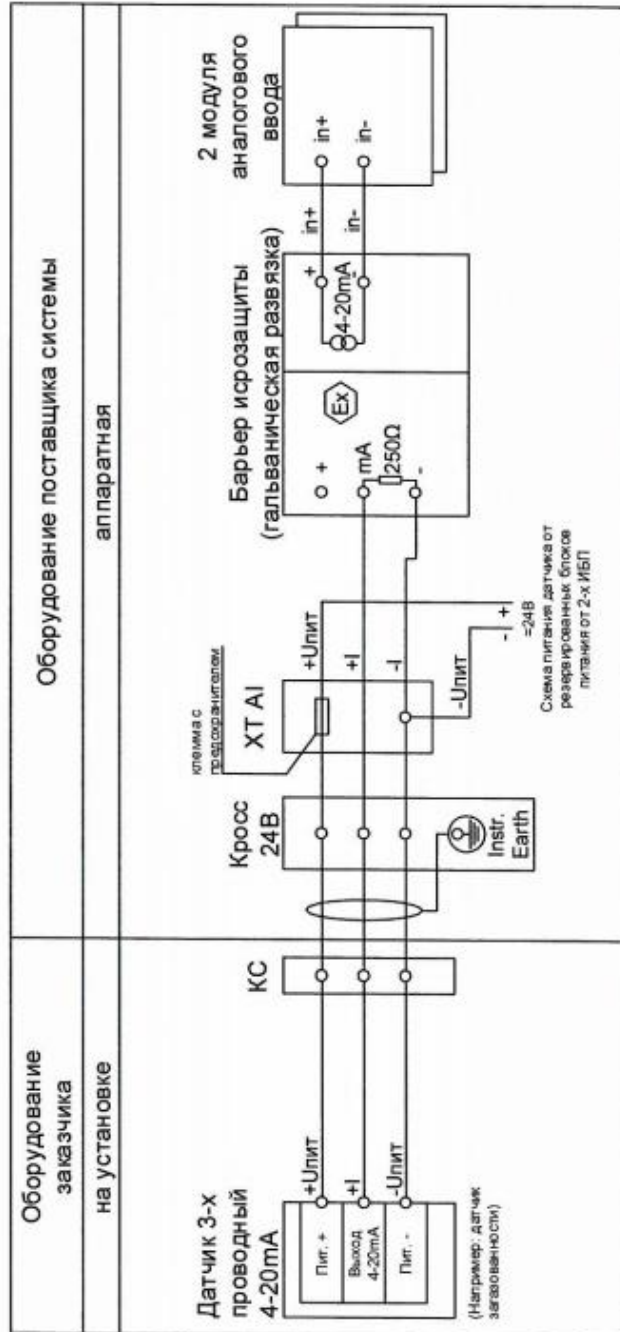 Оборудование
заказчика
Оборудование поставщика системы
на установке
аппаратная
Датчик 3-х
проводный
4-20mA
Пит. +
Выход
4-20mA
Пит. -
+Uпит
+I
-Uпит
(Например: датчик
загазованности)
КС
Кросс
24В
Instr.
Earth
клемма с
предохранителем
XT AI
+Uпит
+I
-I
-Uпит
- +
=24В
Схема питания датчика от
резервированных блоков
питания от 2-х ИБП
Барьер исрозащиты
(гальваническая развязка)
+
mA
250Ω
-
Ex
+
4-20mA
-
in+
in-
2 модуля
аналогового
ввода
in+
in-